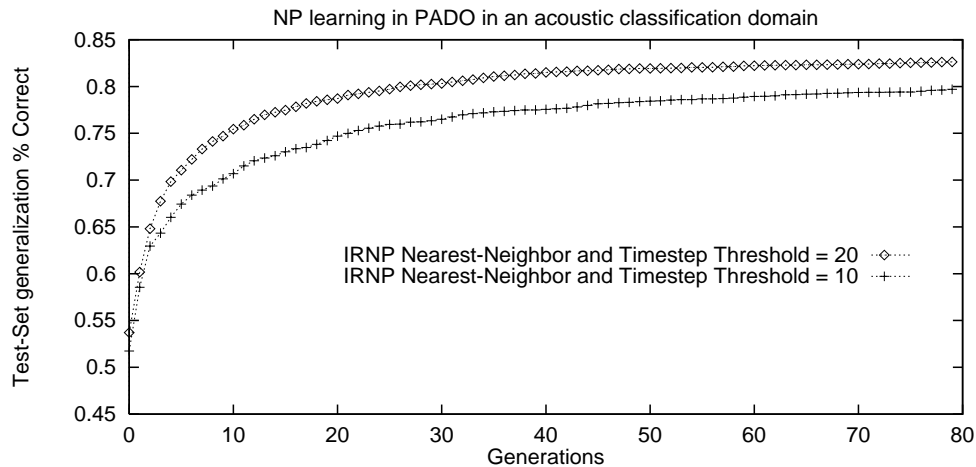 NP learning in PADO in an acoustic classification domain
Test-Set generalization % Correct
0.85
0.8
0.75
0.7
0.65
0.6
0.55
0.5
0.45
IRNP Nearest-Neighbor and Timestep Threshold = 20
IRNP Nearest-Neighbor and Timestep Threshold = 10
0 10 20 30 40 50 60 70 80
Generations